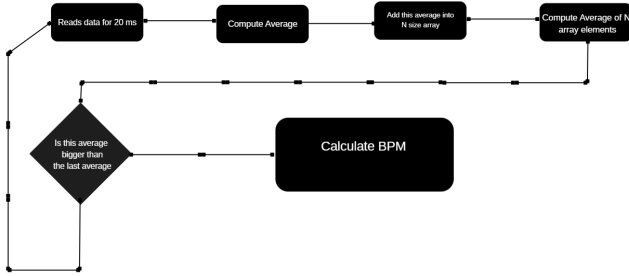 Reads data for 20 ms
Compute Average
Add this average into
N size array
Compute Average of N
array elements
Is this average
bigger than
the last average
Calculate BPM